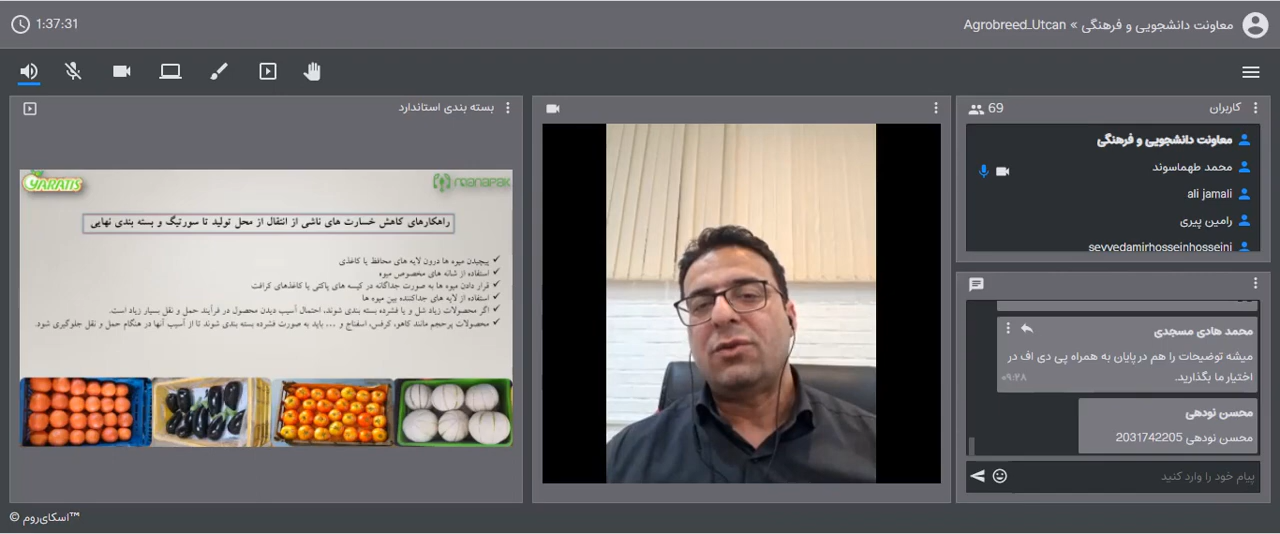 1:37:31
معاونت دانشجویی و فرهنگی » Agrobreed_Utcan
بسته بندی استاندارد
YARATIS
manapak
راهکارهای کاهش خسارت های ناشی از انتقال از محل تولید تا سورتیگ و بسته بندی نهایی
✓ پیچیدن میوه ها درون لایه های محافظ یا کاغذی
✓ استفاده از شانه های مخصوص میوه
✓ قرار دادن میوه ها به صورت جداگانه در کیسه های پاکتی یا کاغذهای کرافت
✓ استفاده از لایه های جداکننده بین میوه ها
✓ اگر محصولات زیاد شل و یا فشرده بسته بندی شوند، احتمال آسیب دیدن محصول در فرآیند حمل و نقل بسیار زیاد است.
✓ محصولات پرحجم مانند کاهو، کرفس، اسفناج و ... باید به صورت فشرده بسته بندی شوند تا از آسیب آنها در هنگام حمل و نقل جلوگیری شود.
کاربران
69
معاونت دانشجویی و فرهنگی
محمد طهماسوند
ali jamali
رامین پیری
seyyedamirhosseinhosseini
محمد هادی مسجدی
میشه توضیحات را هم در پایان به همراه پی دی اف در
اختیار ما بگذارید.
۰۹:۲۸
محسن نودهی
محسن نودهی 2031742205
پیام خود را وارد کنید
© اسکای‌روم™